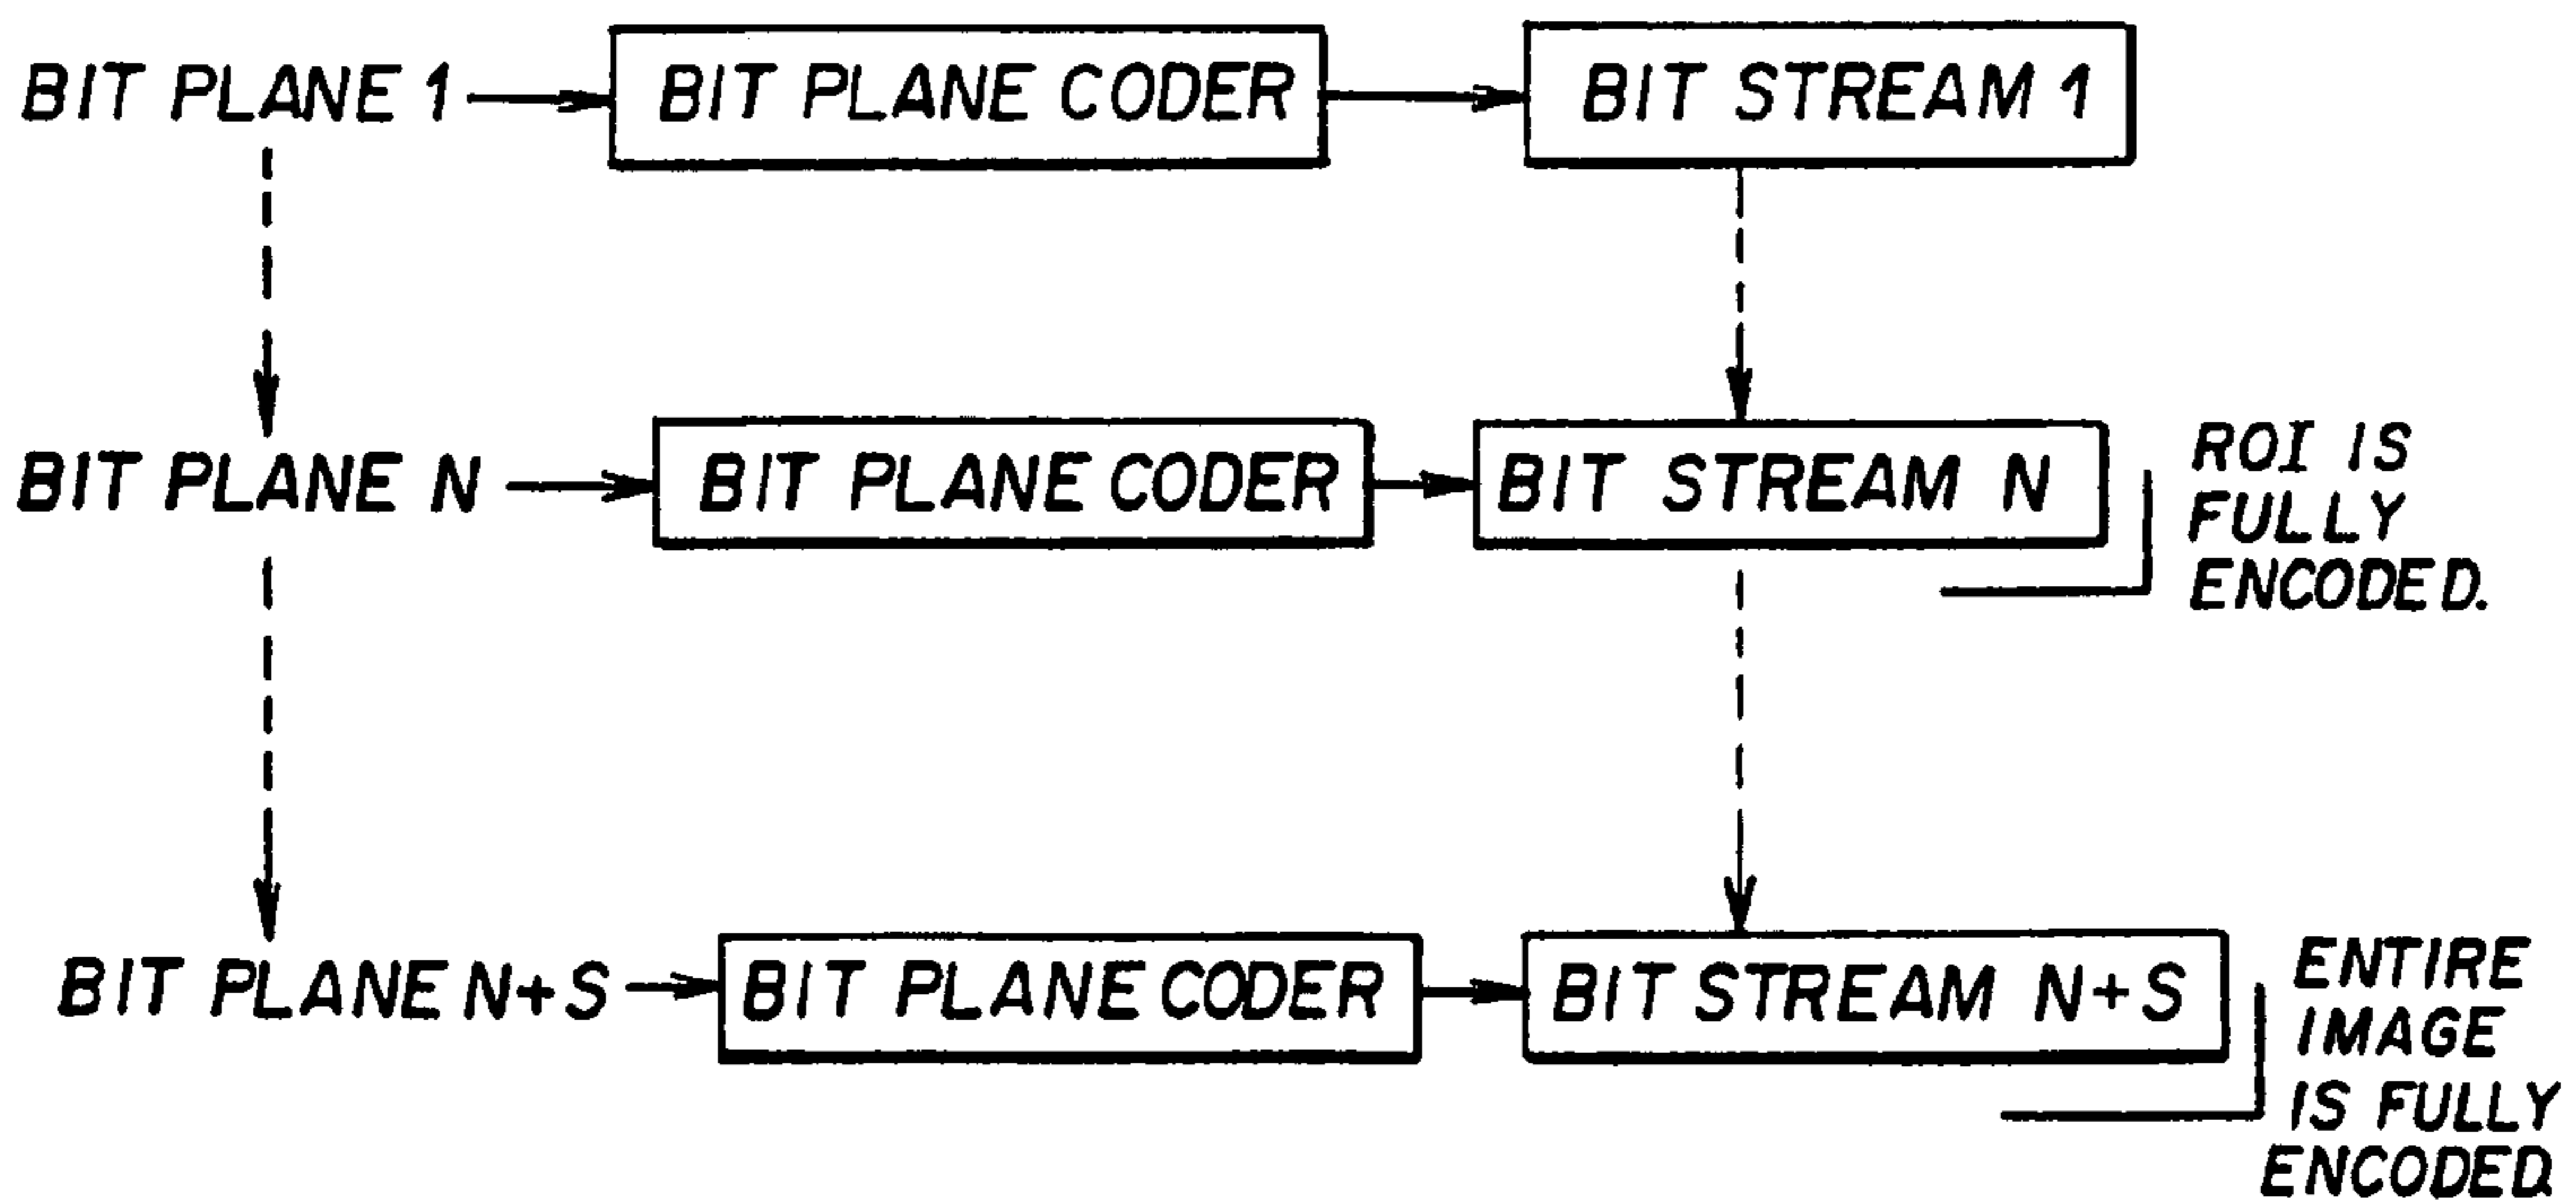 BIT PLANE 1
BIT PLANE CODER
BIT STREAM 1
BIT PLANE N
BIT PLANE CODER
BIT STREAM N
ROI IS
FULLY
ENCODED.
BIT PLANE N+S
BIT PLANE CODER
BIT STREAM N+S
ENTIRE
IMAGE
IS FULLY
ENCODED